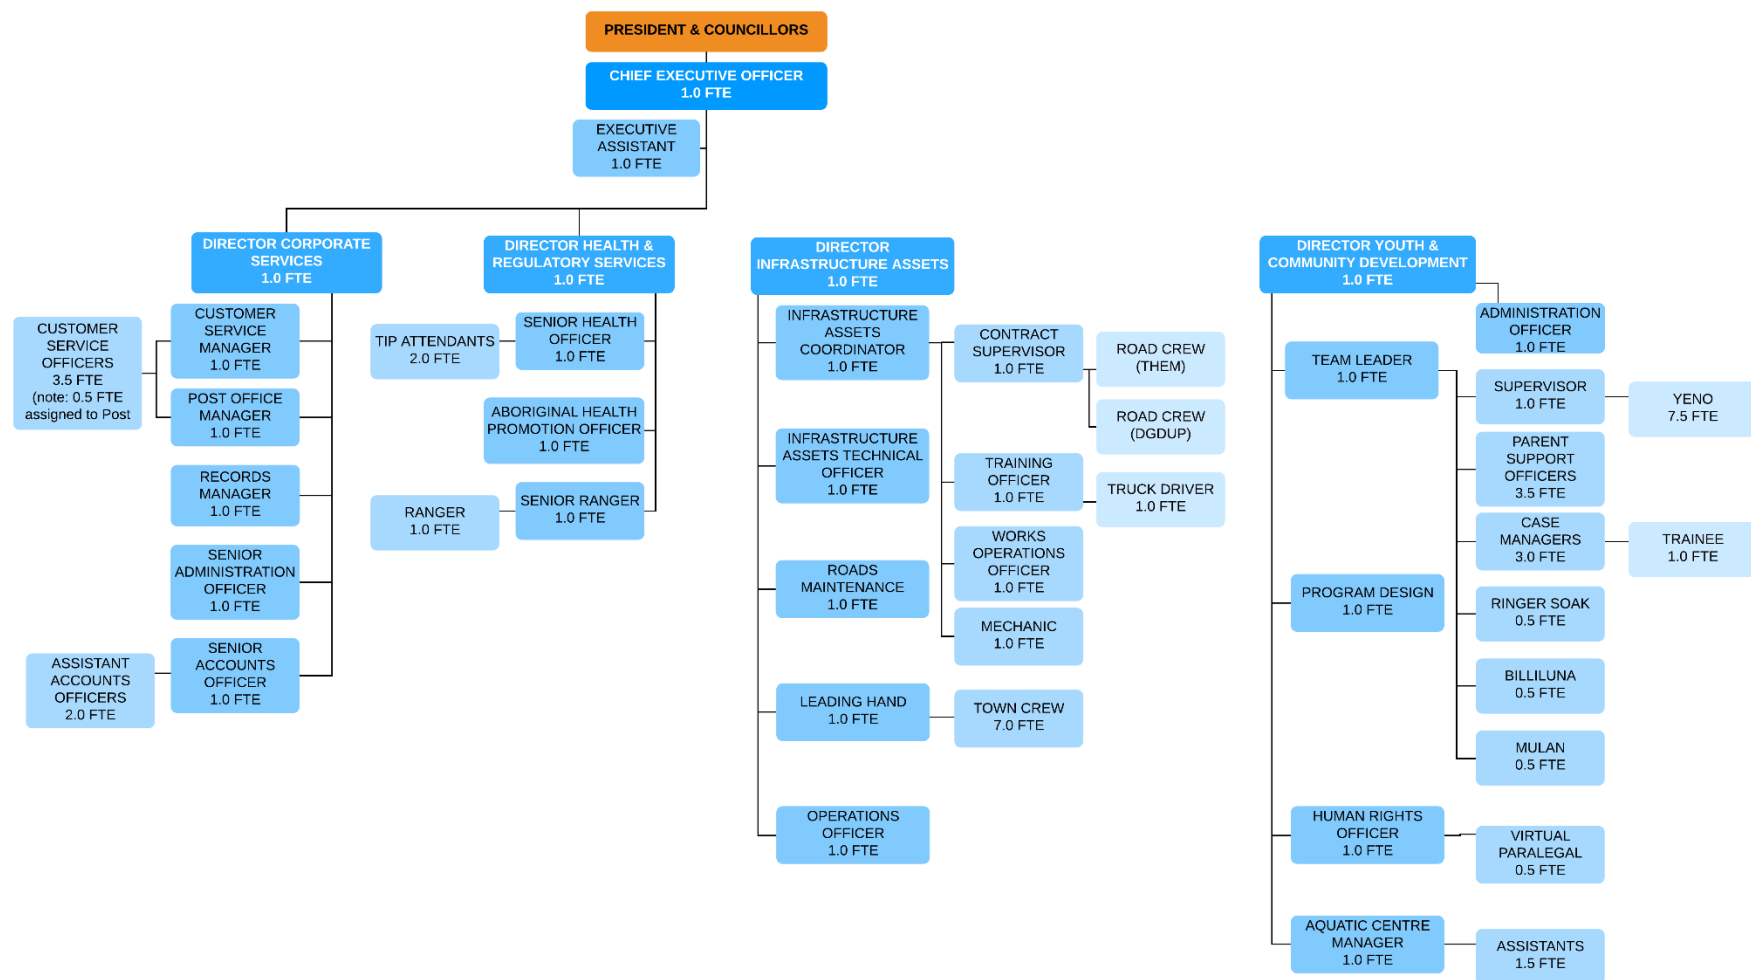 PRESIDENT & COUNCILLORS
CHIEF EXECUTIVE OFFICER
1.0 FTE
EXECUTIVE
ASSISTANT
1.0 FTE
DIRECTOR CORPORATE
SERVICES
1.0 FTE
CUSTOMER
SERVICE
MANAGER
1.0 FTE
CUSTOMER
SERVICE
OFFICERS
3.5 FTE
(note: 0.5 FTE
assigned to Post
POST OFFICE
MANAGER
1.0 FTE
RECORDS
MANAGER
1.0 FTE
SENIOR
ADMINISTRATION
OFFICER
1.0 FTE
SENIOR
ACCOUNTS
OFFICER
1.0 FTE
ASSISTANT
ACCOUNTS
OFFICERS
2.0 FTE
DIRECTOR HEALTH &
REGULATORY SERVICES
1.0 FTE
SENIOR HEALTH
OFFICER
1.0 FTE
TIP ATTENDANTS
2.0 FTE
ABORIGINAL HEALTH
PROMOTION OFFICER
1.0 FTE
SENIOR RANGER
1.0 FTE
RANGER
1.0 FTE
DIRECTOR
INFRASTRUCTURE ASSETS
1.0 FTE
INFRASTRUCTURE
ASSETS
COORDINATOR
1.0 FTE
CONTRACT
SUPERVISOR
1.0 FTE
ROAD CREW
(THEM)
ROAD CREW
(DGDUP)
INFRASTRUCTURE
ASSETS TECHNICAL
OFFICER
1.0 FTE
TRAINING
OFFICER
1.0 FTE
TRUCK DRIVER
1.0 FTE
WORKS
OPERATIONS
OFFICER
1.0 FTE
ROADS
MAINTENANCE
1.0 FTE
MECHANIC
1.0 FTE
LEADING HAND
1.0 FTE
TOWN CREW
7.0 FTE
OPERATIONS
OFFICER
1.0 FTE
DIRECTOR YOUTH &
COMMUNITY DEVELOPMENT
1.0 FTE
ADMINISTRATION
OFFICER
1.0 FTE
TEAM LEADER
1.0 FTE
SUPERVISOR
1.0 FTE
YENO
7.5 FTE
PARENT
SUPPORT
OFFICERS
3.5 FTE
CASE
MANAGERS
3.0 FTE
TRAINEE
1.0 FTE
PROGRAM DESIGN
1.0 FTE
RINGER SOAK
0.5 FTE
BILLILUNA
0.5 FTE
MULAN
0.5 FTE
HUMAN RIGHTS
OFFICER
1.0 FTE
VIRTUAL
PARALEGAL
0.5 FTE
AQUATIC CENTRE
MANAGER
1.0 FTE
ASSISTANTS
1.5 FTE